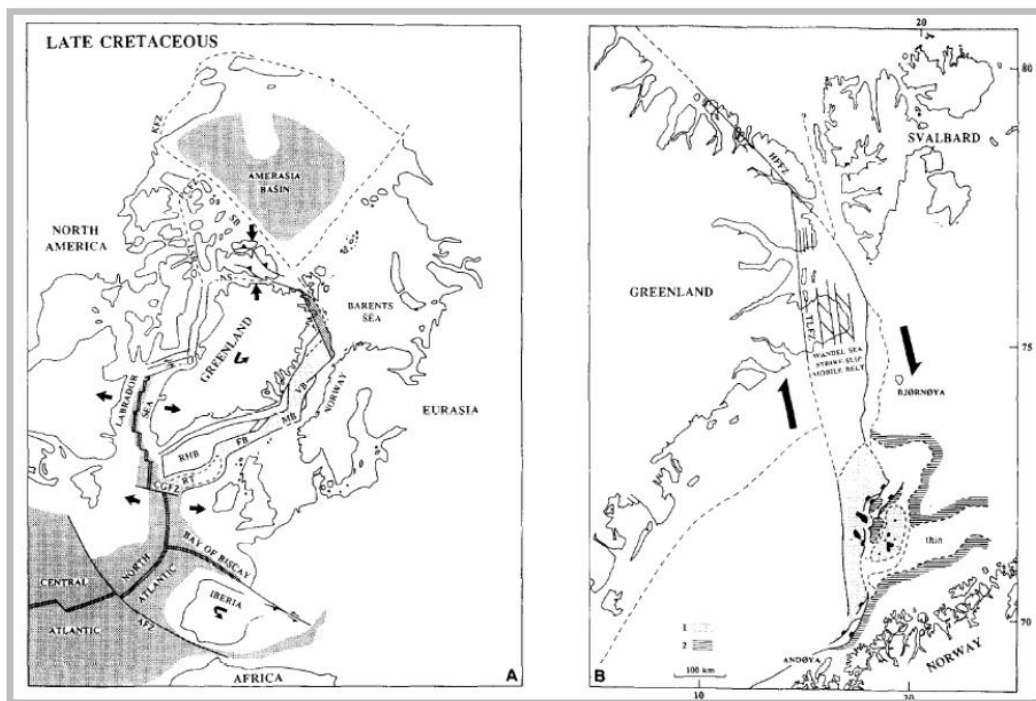 LATE CRETACEOUS
KFZ
AMERASIA
BASIN
NORTH
AMERICA
SB
NS
BARENTS
SEA
GREENLAND
LABRADOR
SEA
VB
NORWAY
EURASIA
MB
FB
RHB
RT
CGFZ
BAY OF BISCAY
NORTH
ATLANTIC
CENTRAL
ATLANTIC
IBERIA
AFZ
AFRICA
A
20
80
SVALBARD
HFFZ
GREENLAND
TLFZ
WANDEL SEA
STRIKE-SLIP
MOBILE BELT
75
BJØRNØYA
thin
1
2
100 km
70
ANDØYA
NORWAY
B
10
20